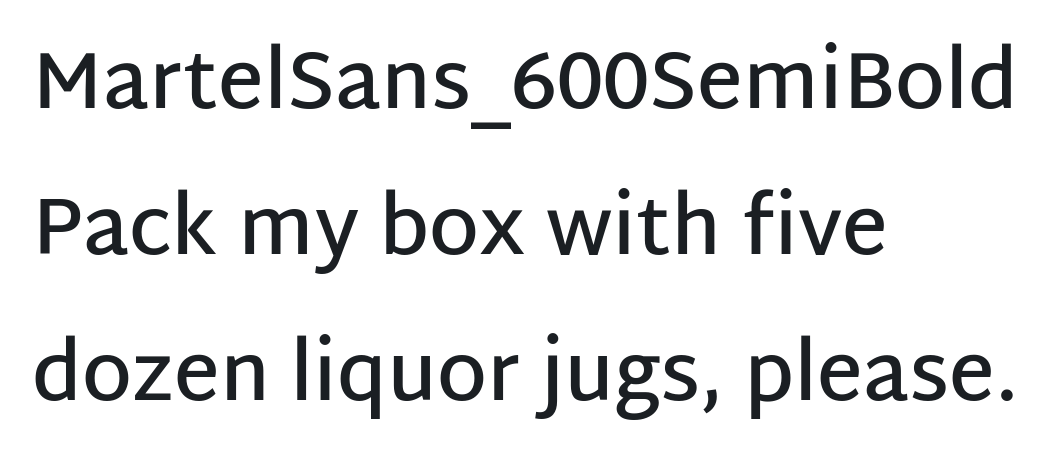 MartelSans_600SemiBold
Pack my box with five
dozen liquor jugs, please.